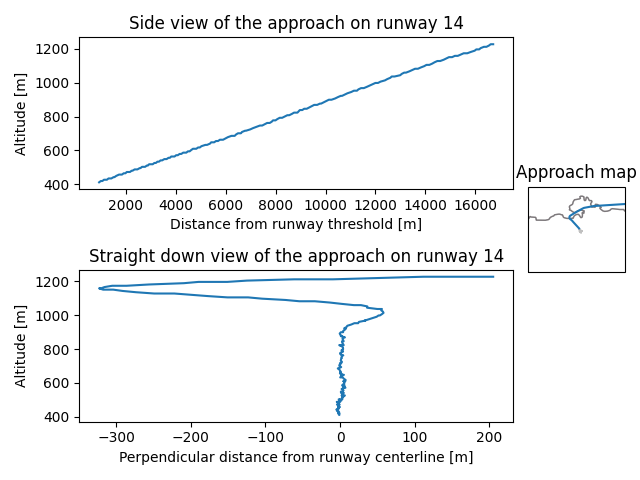 Side view of the approach on runway 14
1200
1000
800
600
400
Altitude [m]
2000 4000 6000 8000 10000 12000 14000 16000
Distance from runway threshold [m]
Approach map
Straight down view of the approach on runway 14
1200
1000
800
600
400
Altitude [m]
−300 −200 −100 0 100 200
Perpendicular distance from runway centerline [m]